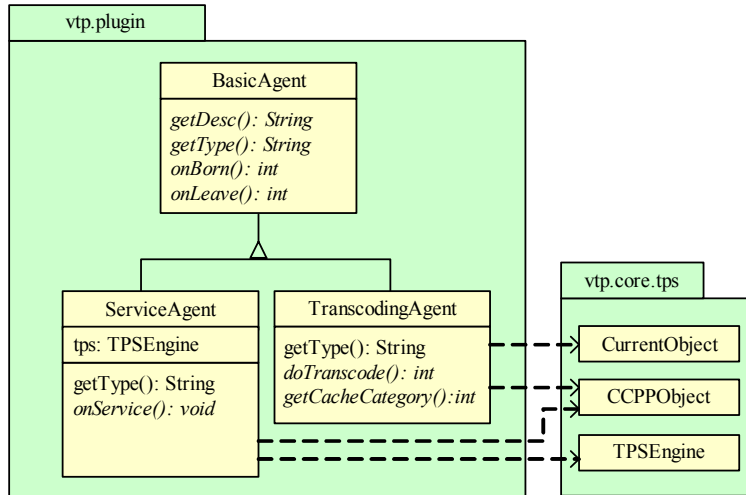 vtp.plugin
BasicAgent
getDesc(): String
getType(): String
onBorn(): int
onLeave(): int
ServiceAgent
tps: TPSEngine
getType(): String
onService(): void
TranscodingAgent
getType(): String
doTranscode(): int
getCacheCategory():int
vtp.core.tps
CurrentObject
CCPPObject
TPSEngine